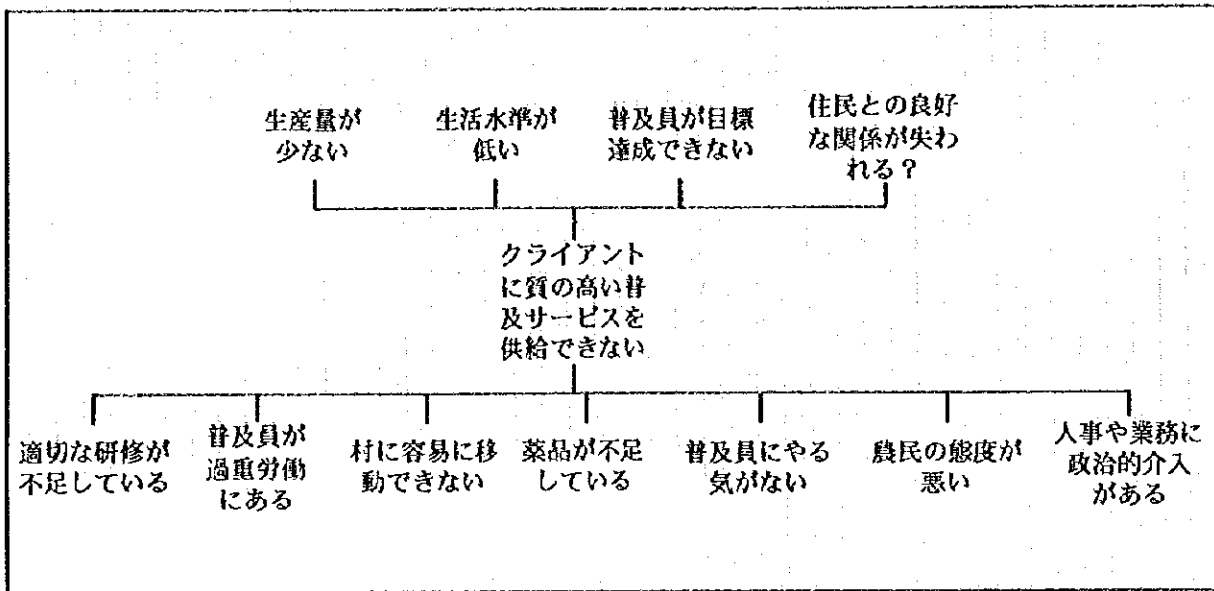 生産量が
少ない
生活水準が
低い
普及員が目標
達成できない
住民との良好
な関係が失わ
れる？
クライアント
に質の高い普
及サービスを
供給できない
適切な研修が
不足している
普及員が
過重労働
にある
村に容易に移
動できない
薬品が不足
している
普及員にやる
気がない
農民の態度が
悪い
人事や業務に
政治的介入
がある